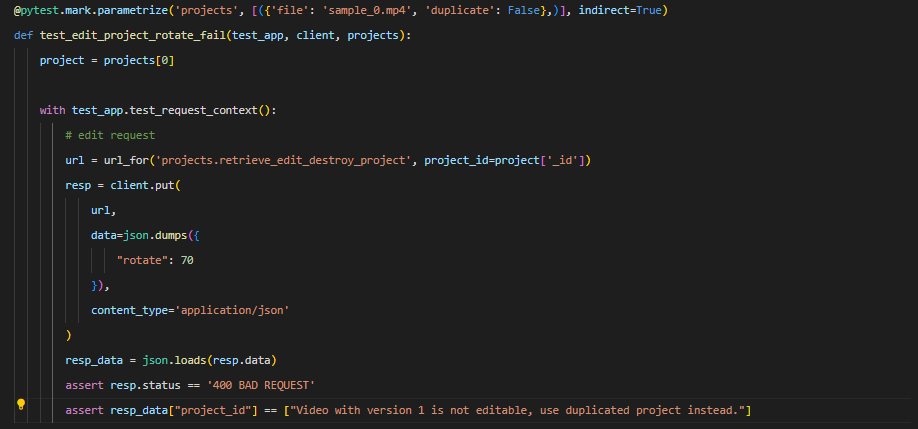 @pytest.mark.parametrize('projects', [({'file': 'sample_0.mp4', 'duplicate': False},)], indirect=True)
def test_edit_project_rotate_fail(test_app, client, projects):
    project = projects[0]

    with test_app.test_request_context():
        # edit request
        url = url_for('projects.retrieve_edit_destroy_project', project_id=project['_id'])
        resp = client.put(
            url,
            data=json.dumps({
                "rotate": 70
            }),
            content_type='application/json'
        )
        resp_data = json.loads(resp.data)
        assert resp.status == '400 BAD REQUEST'
        assert resp_data["project_id"] == ["Video with version 1 is not editable, use duplicated project instead."]